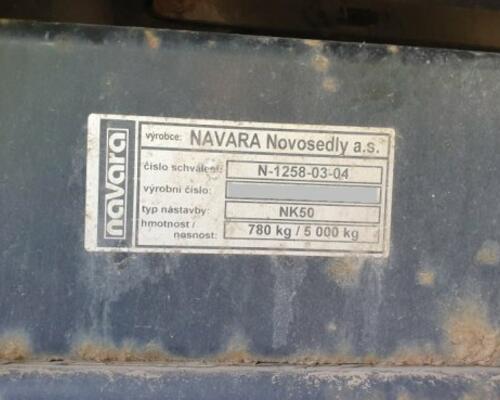 navara
výrobce: NAVARA Novosedly a.s.
číslo schválení: N-1258-03-04
výrobní číslo:
typ nástavby: NK50
hmotnost/
nosnost: 780 kg / 5 000 kg